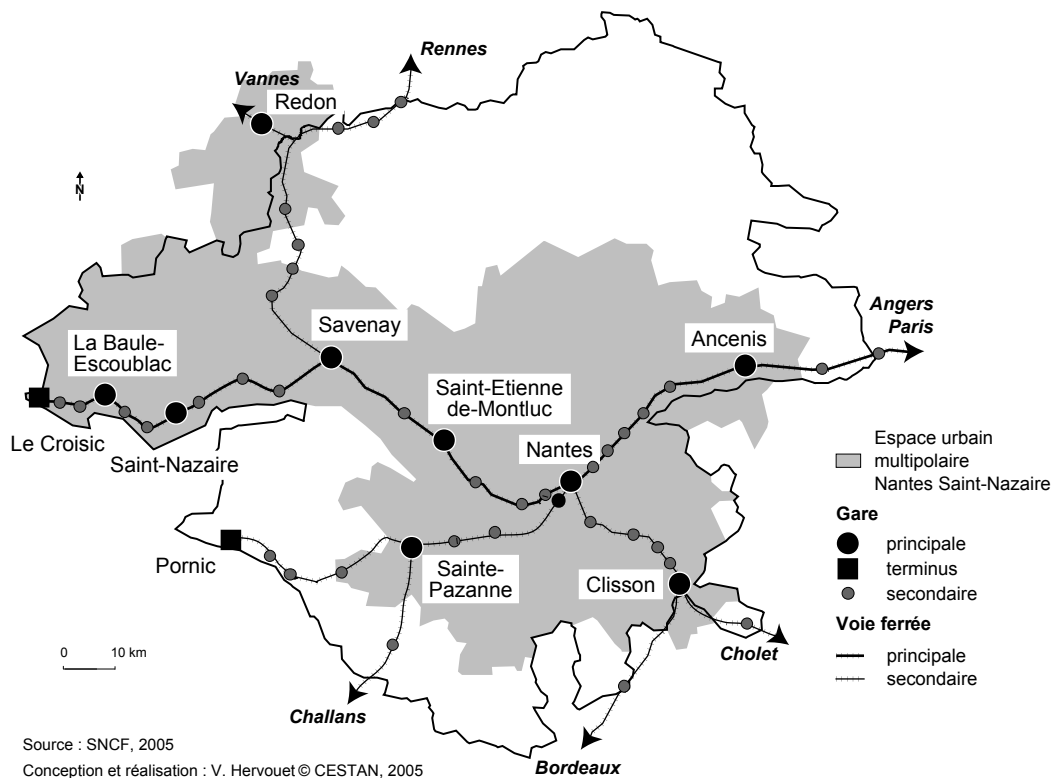 Rennes
Vannes
Redon
N
Angers
Paris
Savenay
Ancenis
La Baule-
Escoublac
Saint-Etienne
de-Montluc
Le Croisic
Saint-Nazaire
Nantes
Espace urbain
multipolaire
Nantes Saint-Nazaire
Gare
principale
terminus
secondaire
Voie ferrée
principale
secondaire
Pornic
Sainte-
Pazanne
Clisson
Cholet
0 10 km
Challans
Bordeaux
Source : SNCF, 2005
Conception et réalisation : V. Hervouet © CESTAN, 2005